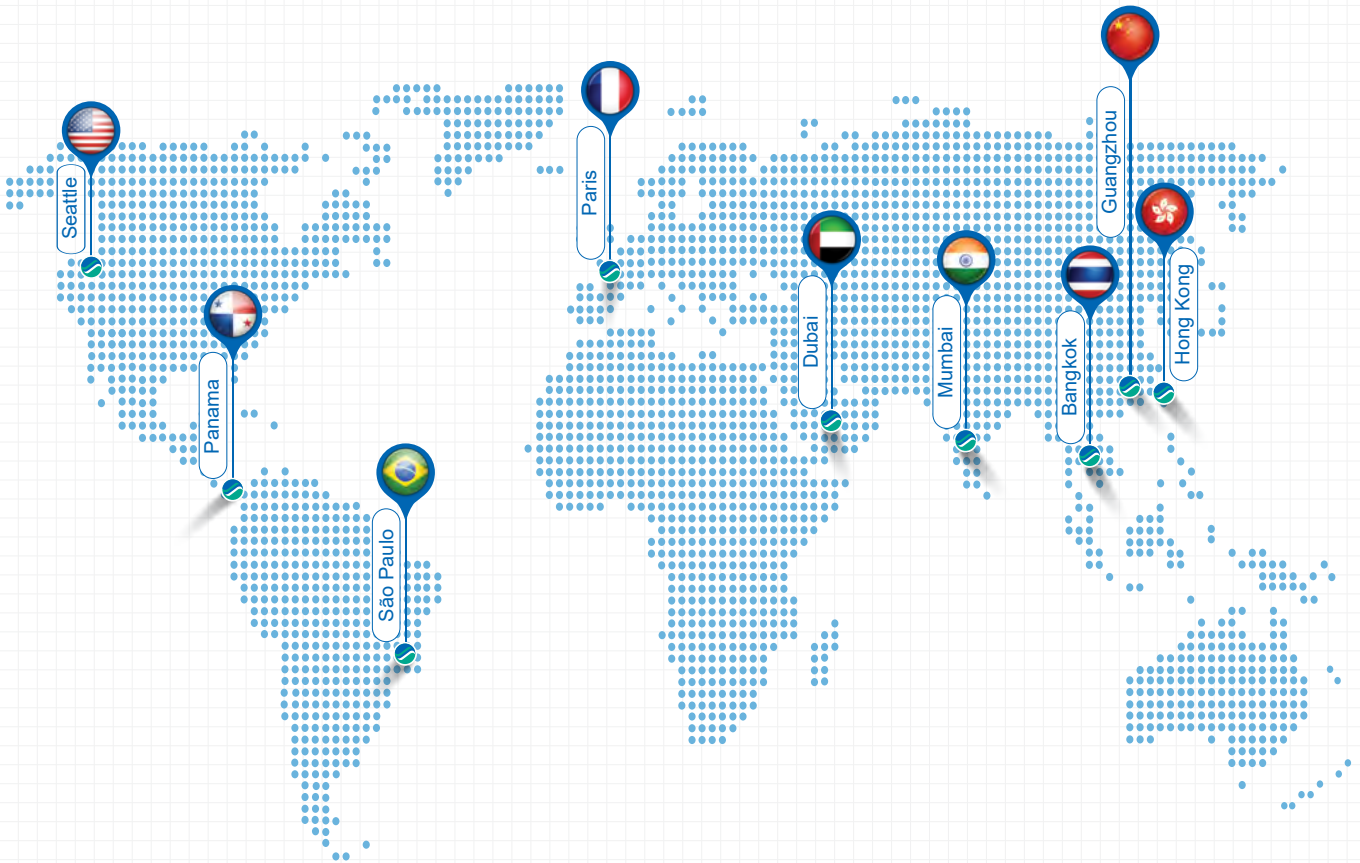 Seattle
Panama
São Paulo
Paris
Dubai
Mumbai
Bangkok
Guangzhou
Hong Kong